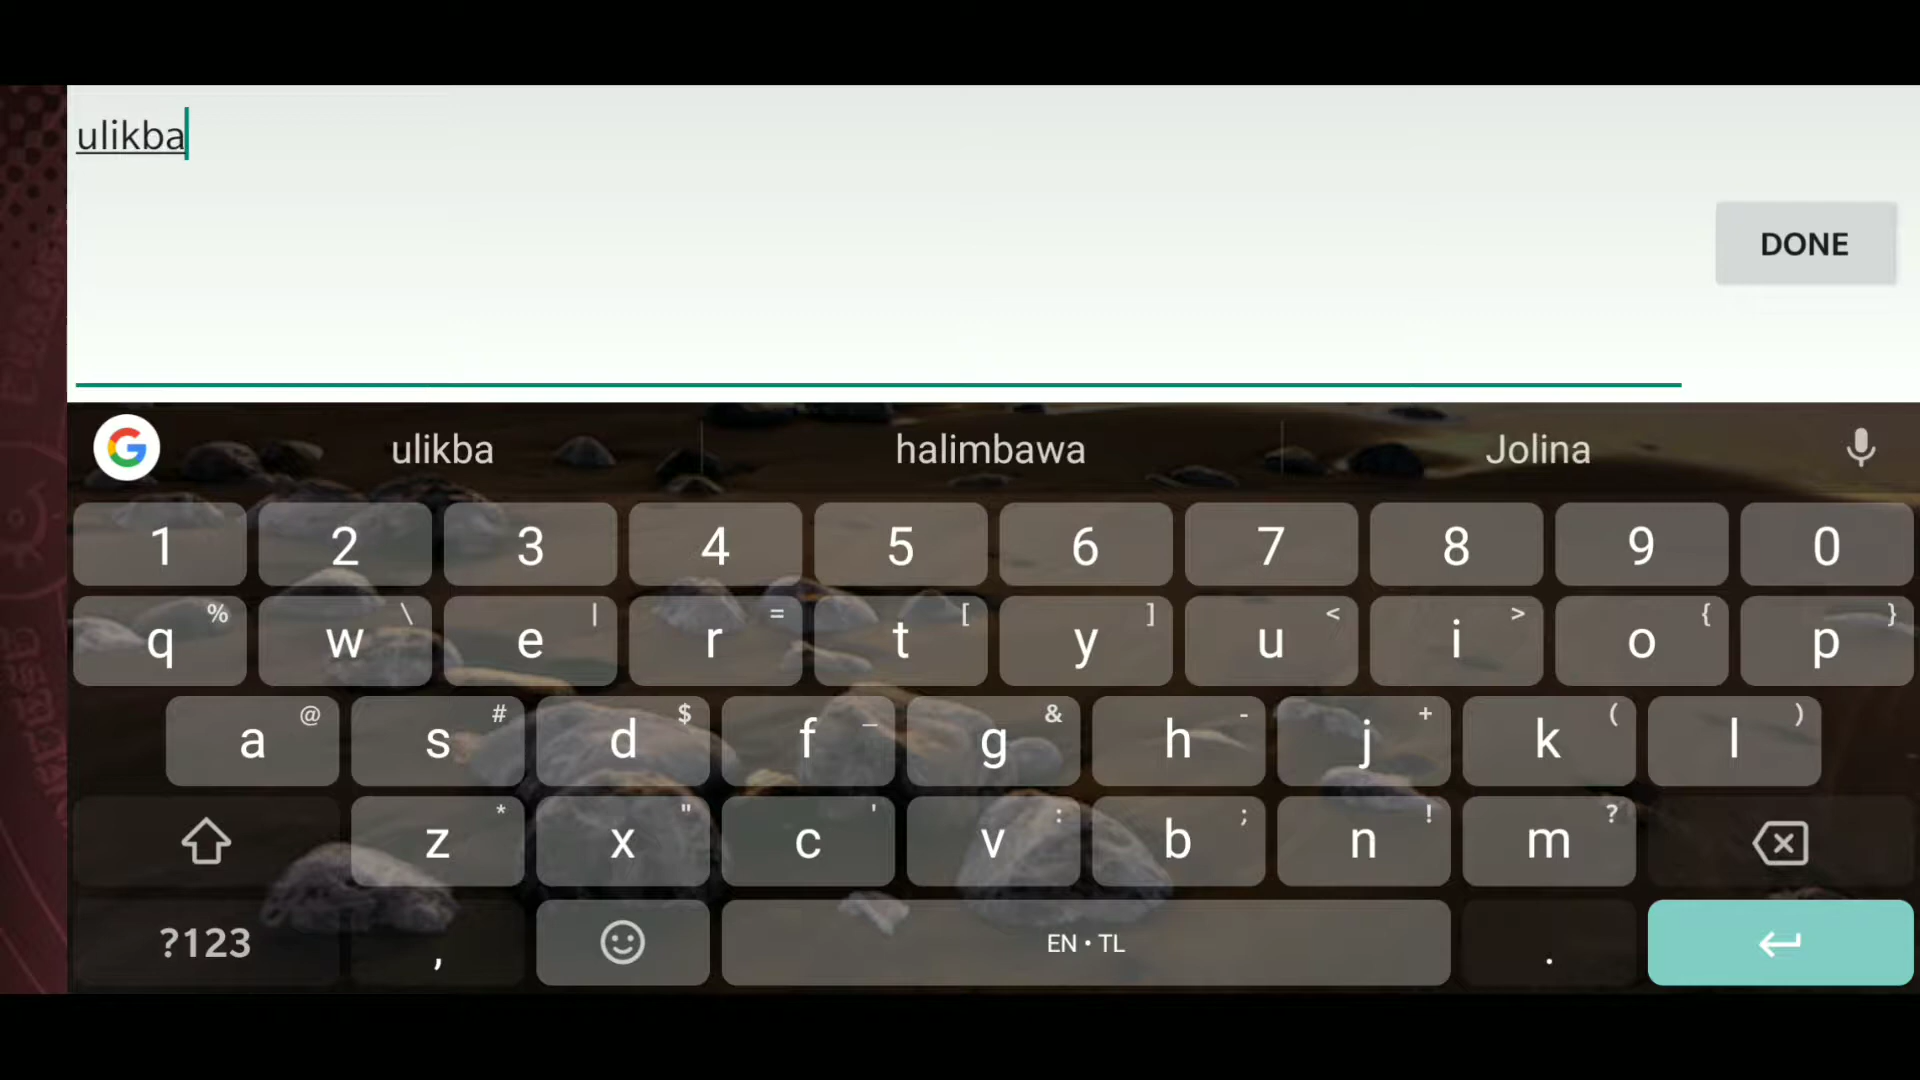 ulikba
DONE
ulikba halimbawa Jolina
1 2 3 4 5 6 7 8 9 0
q % w \ e | r = t [ y ] u < i > o { p }
a @ s # d $ f _ g & h - j + k ( l )
z * x " c ' v : b ; n ! m ?
?123 , EN • TL .